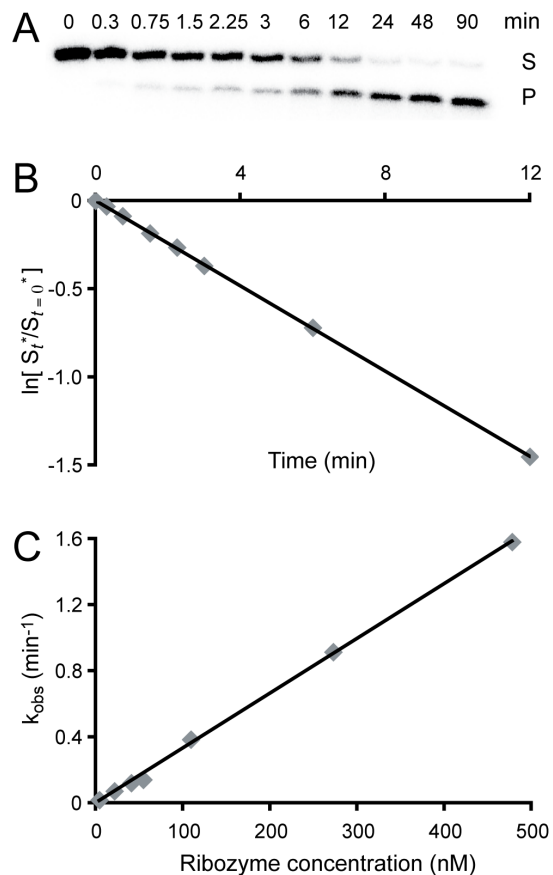 A 0 0.3 0.75 1.5 2.25 3 6 12 24 48 90 min
S
P
B 0 4 8 12
0
-0.5
-1.0
-1.5
ln[ Sₜ*/Sₜ ₌ ₀* ]
Time (min)
C 1.6
1.2
0.8
0.4
0
k_obs (min⁻¹)
0 100 200 300 400 500
Ribozyme concentration (nM)